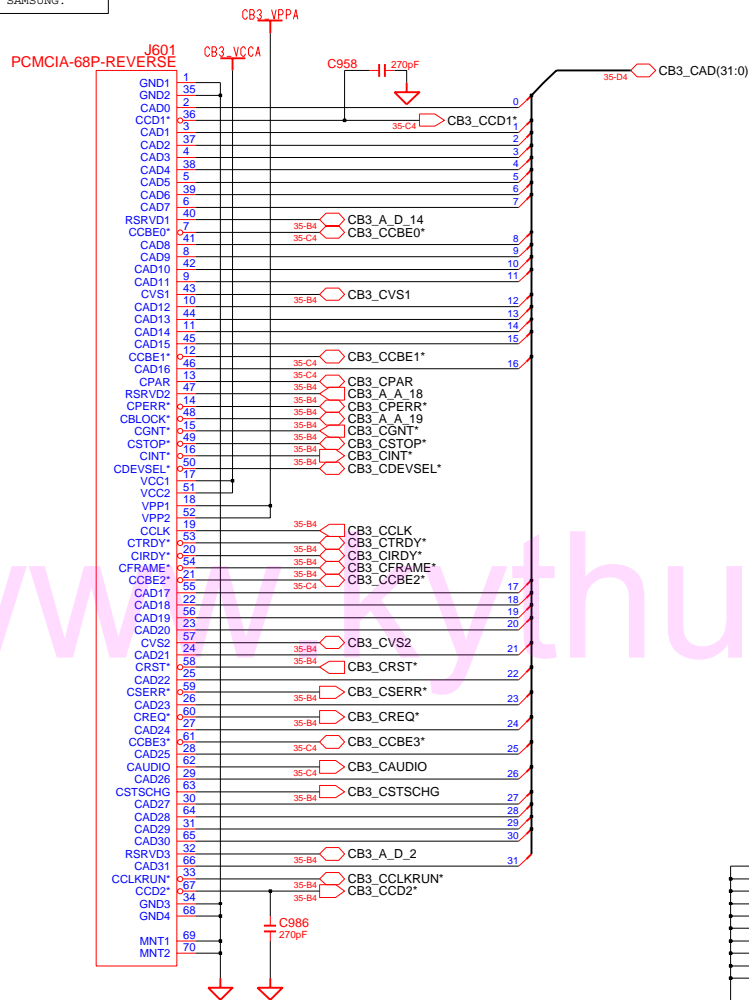 SAMSUNG.
CB3_VPPA
J601
CB3_VCCA
PCMCIA-68P-REVERSE
C958
270pF
35-D4 CB3_CAD(31:0)
GND1 1
GND2 35
CAD0 2 0
CCD1* 36 35-C4 CB3_CCD1*
CAD1 3 1
CAD2 37 2
CAD3 4 3
CAD4 38 4
CAD5 5 5
CAD6 39 6
CAD7 6 7
RSRVD1 40 35-B4 CB3_A_D_14
CCBE0* 7 35-C4 CB3_CCBE0*
CAD8 41 8
CAD9 8 9
CAD10 42 10
CAD11 9 11
CVS1 43 35-B4 CB3_CVS1
CAD12 10 12
CAD13 44 13
CAD14 11 14
CAD15 45 15
CCBE1* 12 35-C4 CB3_CCBE1*
CAD16 46 16
CPAR 13 35-C4 CB3_CPAR
RSRVD2 47 35-B4 CB3_A_A_18
CPERR* 14 35-B4 CB3_CPERR*
CBLOCK* 48 35-B4 CB3_A_A_19
CGNT* 15 35-B4 CB3_CGNT*
CSTOP* 49 35-B4 CB3_CSTOP*
CINT* 16 35-B4 CB3_CINT*
CDEVSEL* 50 35-B4 CB3_CDEVSEL*
VCC1 17
VCC2 51
VPP1 18
VPP2 52
CCLK 19 35-B4 CB3_CCLK
CTRDY* 53 CB3_CTRDY*
CIRDY* 20 35-B4 CB3_CIRDY*
CFRAME* 54 35-B4 CB3_CFRAME*
CCBE2* 21 35-B4 CB3_CCBE2*
35-C4
CAD17 55 17
CAD18 22 18
CAD19 56 19
CAD20 23 20
CVS2 57 35-B4 CB3_CVS2
CAD21 24 21
CRST* 58 35-B4 CB3_CRST*
CAD22 25 22
CSERR* 59 35-B4 CB3_CSERR*
CAD23 26 23
CREQ* 60 35-B4 CB3_CREQ*
CAD24 27 24
CCBE3* 61 35-C4 CB3_CCBE3*
CAD25 28 25
CAUDIO 62 35-C4 CB3_CAUDIO
CAD26 29 26
CSTSCHG 63 35-B4 CB3_CSTSCHG
CAD27 30 27
CAD28 64 28
CAD29 31 29
CAD30 65 30
RSRVD3 32 35-B4 CB3_A_D_2
CAD31 66 31
CCLKRUN* 33 35-B4 CB3_CCLKRUN*
CCD2* 67 35-B4 CB3_CCD2*
GND3 34
GND4 68
C986
270pF
MNT1 69
MNT2 70
www.kythu